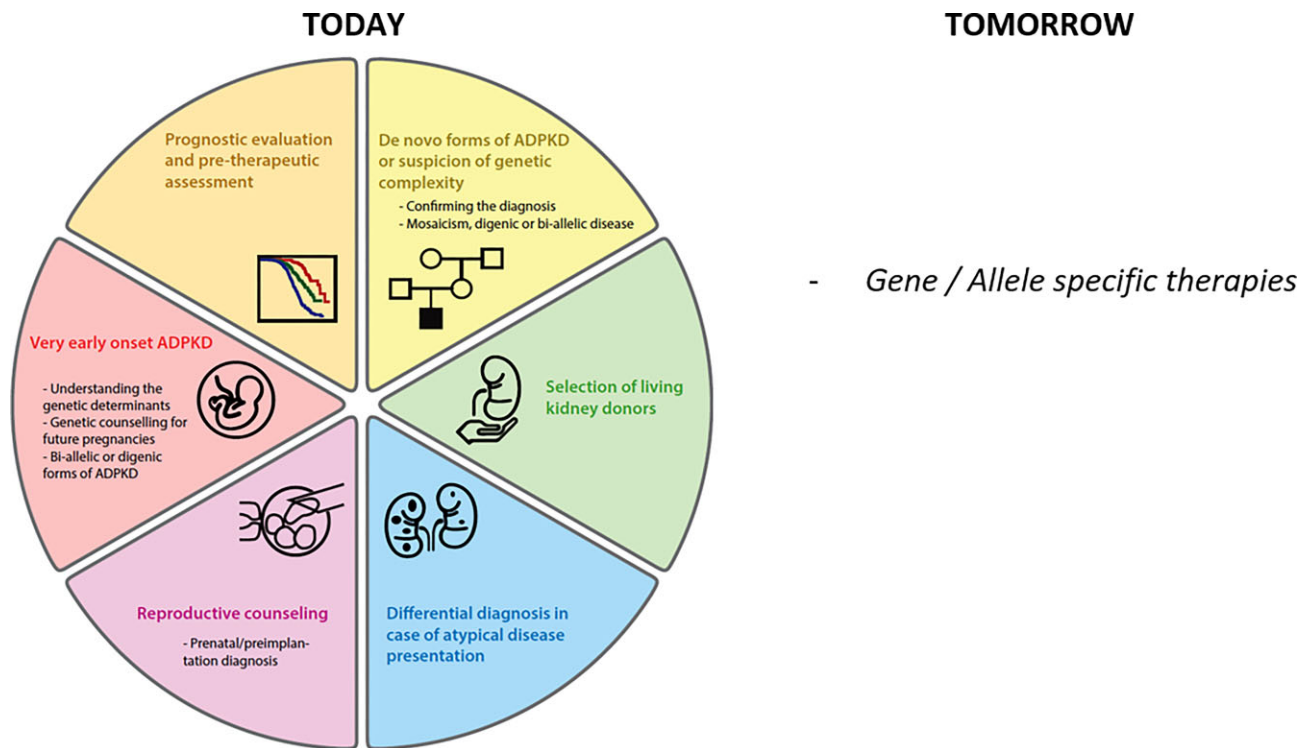 TODAY
TOMORROW
Prognostic evaluation
and pre-therapeutic
assessment
De novo forms of ADPKD
or suspicion of genetic
complexity
- Confirming the diagnosis
- Mosaicism, digenic or bi-allelic disease
- Gene / Allele specific therapies
Very early onset ADPKD
- Understanding the
genetic determinants
- Genetic counselling for
future pregnancies
- Bi-allelic or digenic
forms of ADPKD
Selection of living
kidney donors
Reproductive counseling
- Prenatal/preimplan-
tation diagnosis
Differential diagnosis in
case of atypical disease
presentation